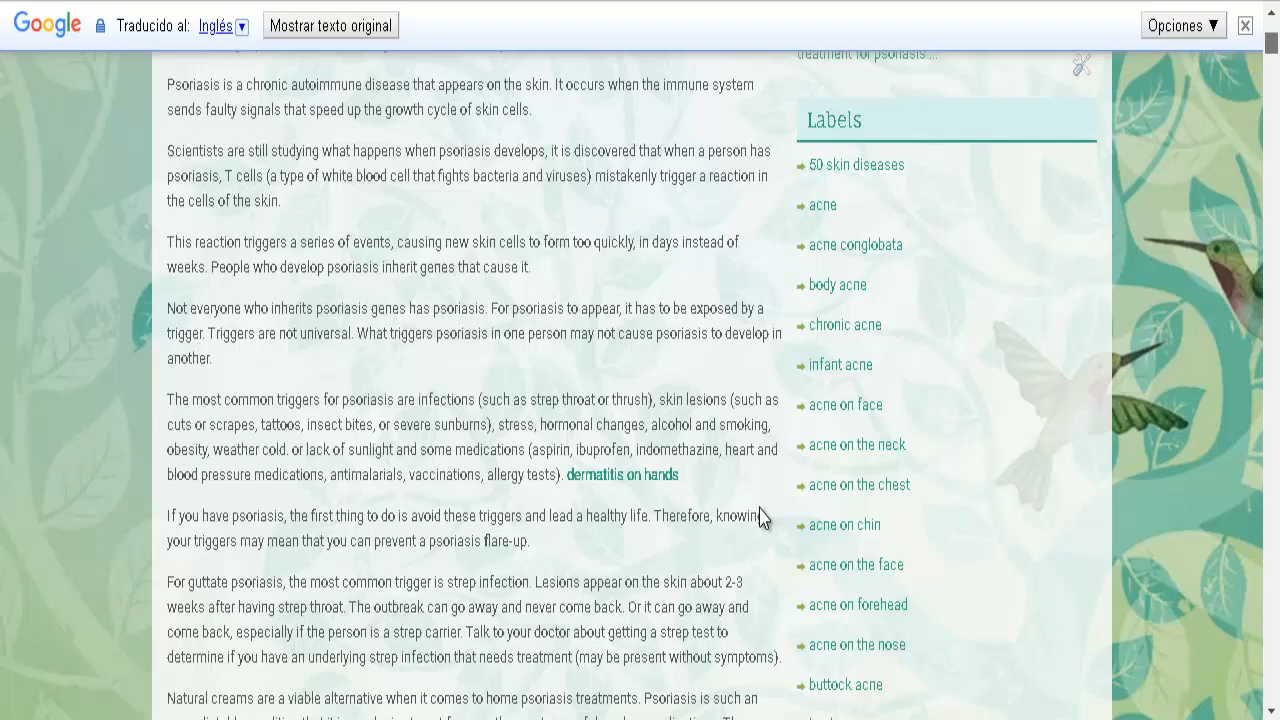 Google Traducido al: Inglés Mostrar texto original Opciones ▼
treatment for psoriasis ...
Psoriasis is a chronic autoimmune disease that appears on the skin. It occurs when the immune system
sends faulty signals that speed up the growth cycle of skin cells.
Scientists are still studying what happens when psoriasis develops, it is discovered that when a person has
psoriasis, T cells (a type of white blood cell that fights bacteria and viruses) mistakenly trigger a reaction in
the cells of the skin.
This reaction triggers a series of events, causing new skin cells to form too quickly, in days instead of
weeks. People who develop psoriasis inherit genes that cause it.
Not everyone who inherits psoriasis genes has psoriasis. For psoriasis to appear, it has to be exposed by a
trigger. Triggers are not universal. What triggers psoriasis in one person may not cause psoriasis to develop in
another.
The most common triggers for psoriasis are infections (such as strep throat or thrush), skin lesions (such as
cuts or scrapes, tattoos, insect bites, or severe sunburns), stress, hormonal changes, alcohol and smoking,
obesity, weather cold. or lack of sunlight and some medications (aspirin, ibuprofen, indomethazine, heart and
blood pressure medications, antimalarials, vaccinations, allergy tests). dermatitis on hands
If you have psoriasis, the first thing to do is avoid these triggers and lead a healthy life. Therefore, knowing
your triggers may mean that you can prevent a psoriasis flare-up.
For guttate psoriasis, the most common trigger is strep infection. Lesions appear on the skin about 2-3
weeks after having strep throat. The outbreak can go away and never come back. Or it can go away and
come back, especially if the person is a strep carrier. Talk to your doctor about getting a strep test to
determine if you have an underlying strep infection that needs treatment (may be present without symptoms).
Natural creams are a viable alternative when it comes to home psoriasis treatments. Psoriasis is such an
Labels
50 skin diseases
acne
acne conglobata
body acne
chronic acne
infant acne
acne on face
acne on the neck
acne on the chest
acne on chin
acne on the face
acne on forehead
acne on the nose
buttock acne